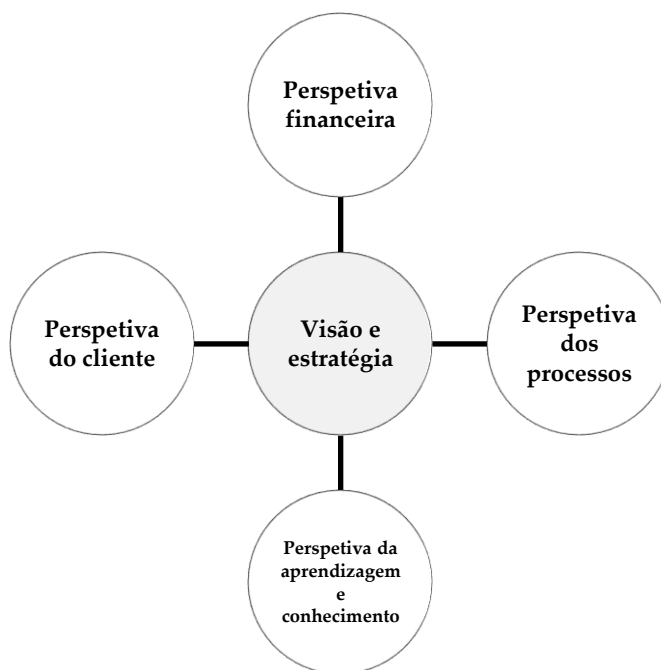 Perspetiva
financeira
Perspetiva
do cliente
Visão e
estratégia
Perspetiva
dos
processos
Perspetiva da
aprendizagem
e
conhecimento